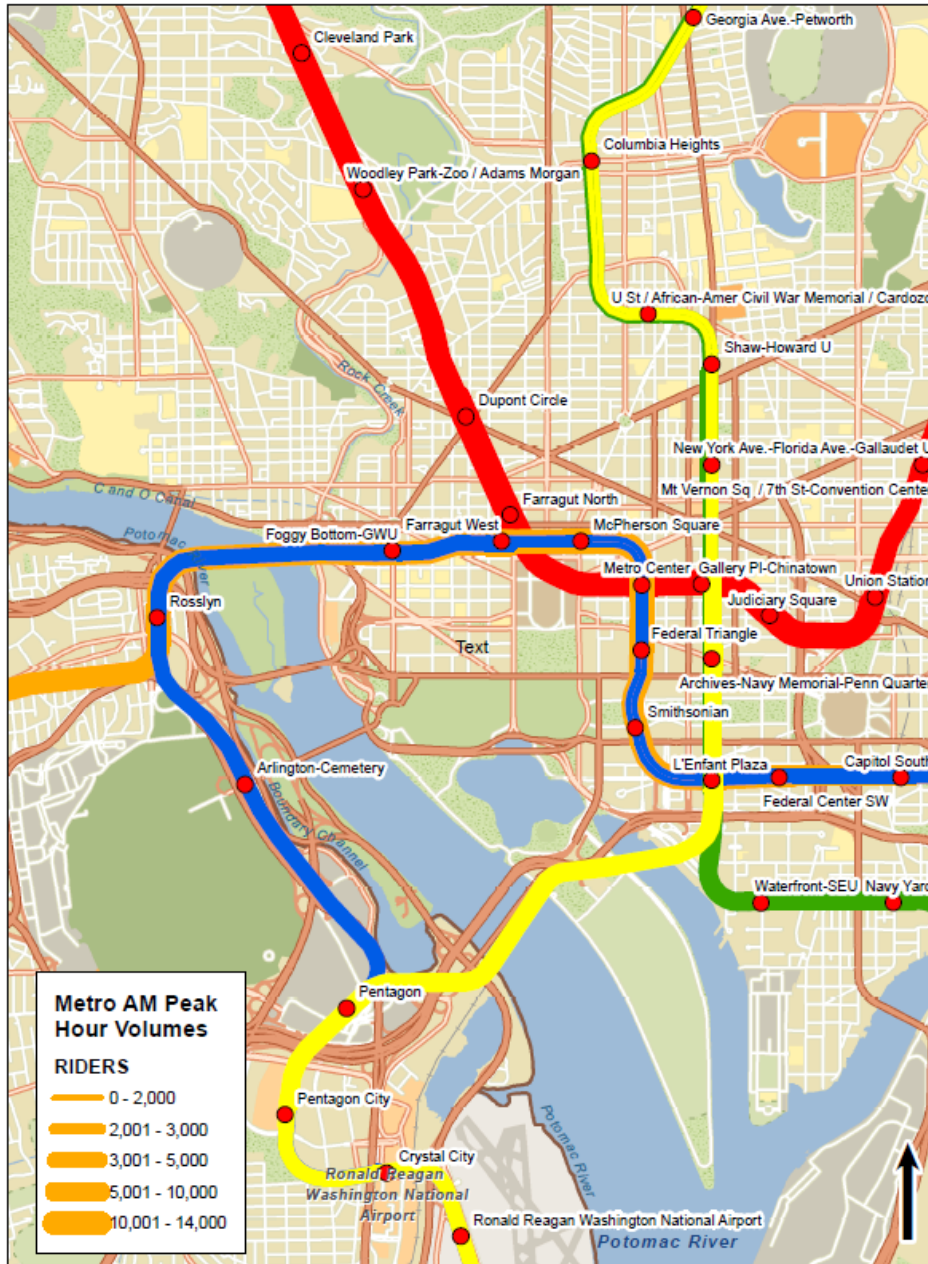 Georgia Ave.-Petworth
Cleveland Park
Columbia Heights
Woodley Park-Zoo / Adams Morgan
U St / African-Amer Civil War Memorial / Cardozo
Shaw-Howard U
Rock Creek
Dupont Circle
New York Ave.-Florida Ave.-Gallaudet U
C and O Canal
Mt Vernon Sq / 7th St-Convention Center
Farragut North
Potomac River
Foggy Bottom-GWU
Farragut West
McPherson Square
Metro Center
Gallery Pl-Chinatown
Union Station
Rosslyn
Judiciary Square
Text
Federal Triangle
Archives-Navy Memorial-Penn Quarter
Smithsonian
Arlington-Cemetery
L'Enfant Plaza
Capitol South
Boundary Channel
Federal Center SW
Waterfront-SEU
Navy Yard
Pentagon
Pentagon City
Potomac River
Crystal City
Ronald Reagan
Washington National
Airport
Ronald Reagan Washington National Airport
Potomac River
Metro AM Peak
Hour Volumes
RIDERS
0 - 2,000
2,001 - 3,000
3,001 - 5,000
5,001 - 10,000
10,001 - 14,000